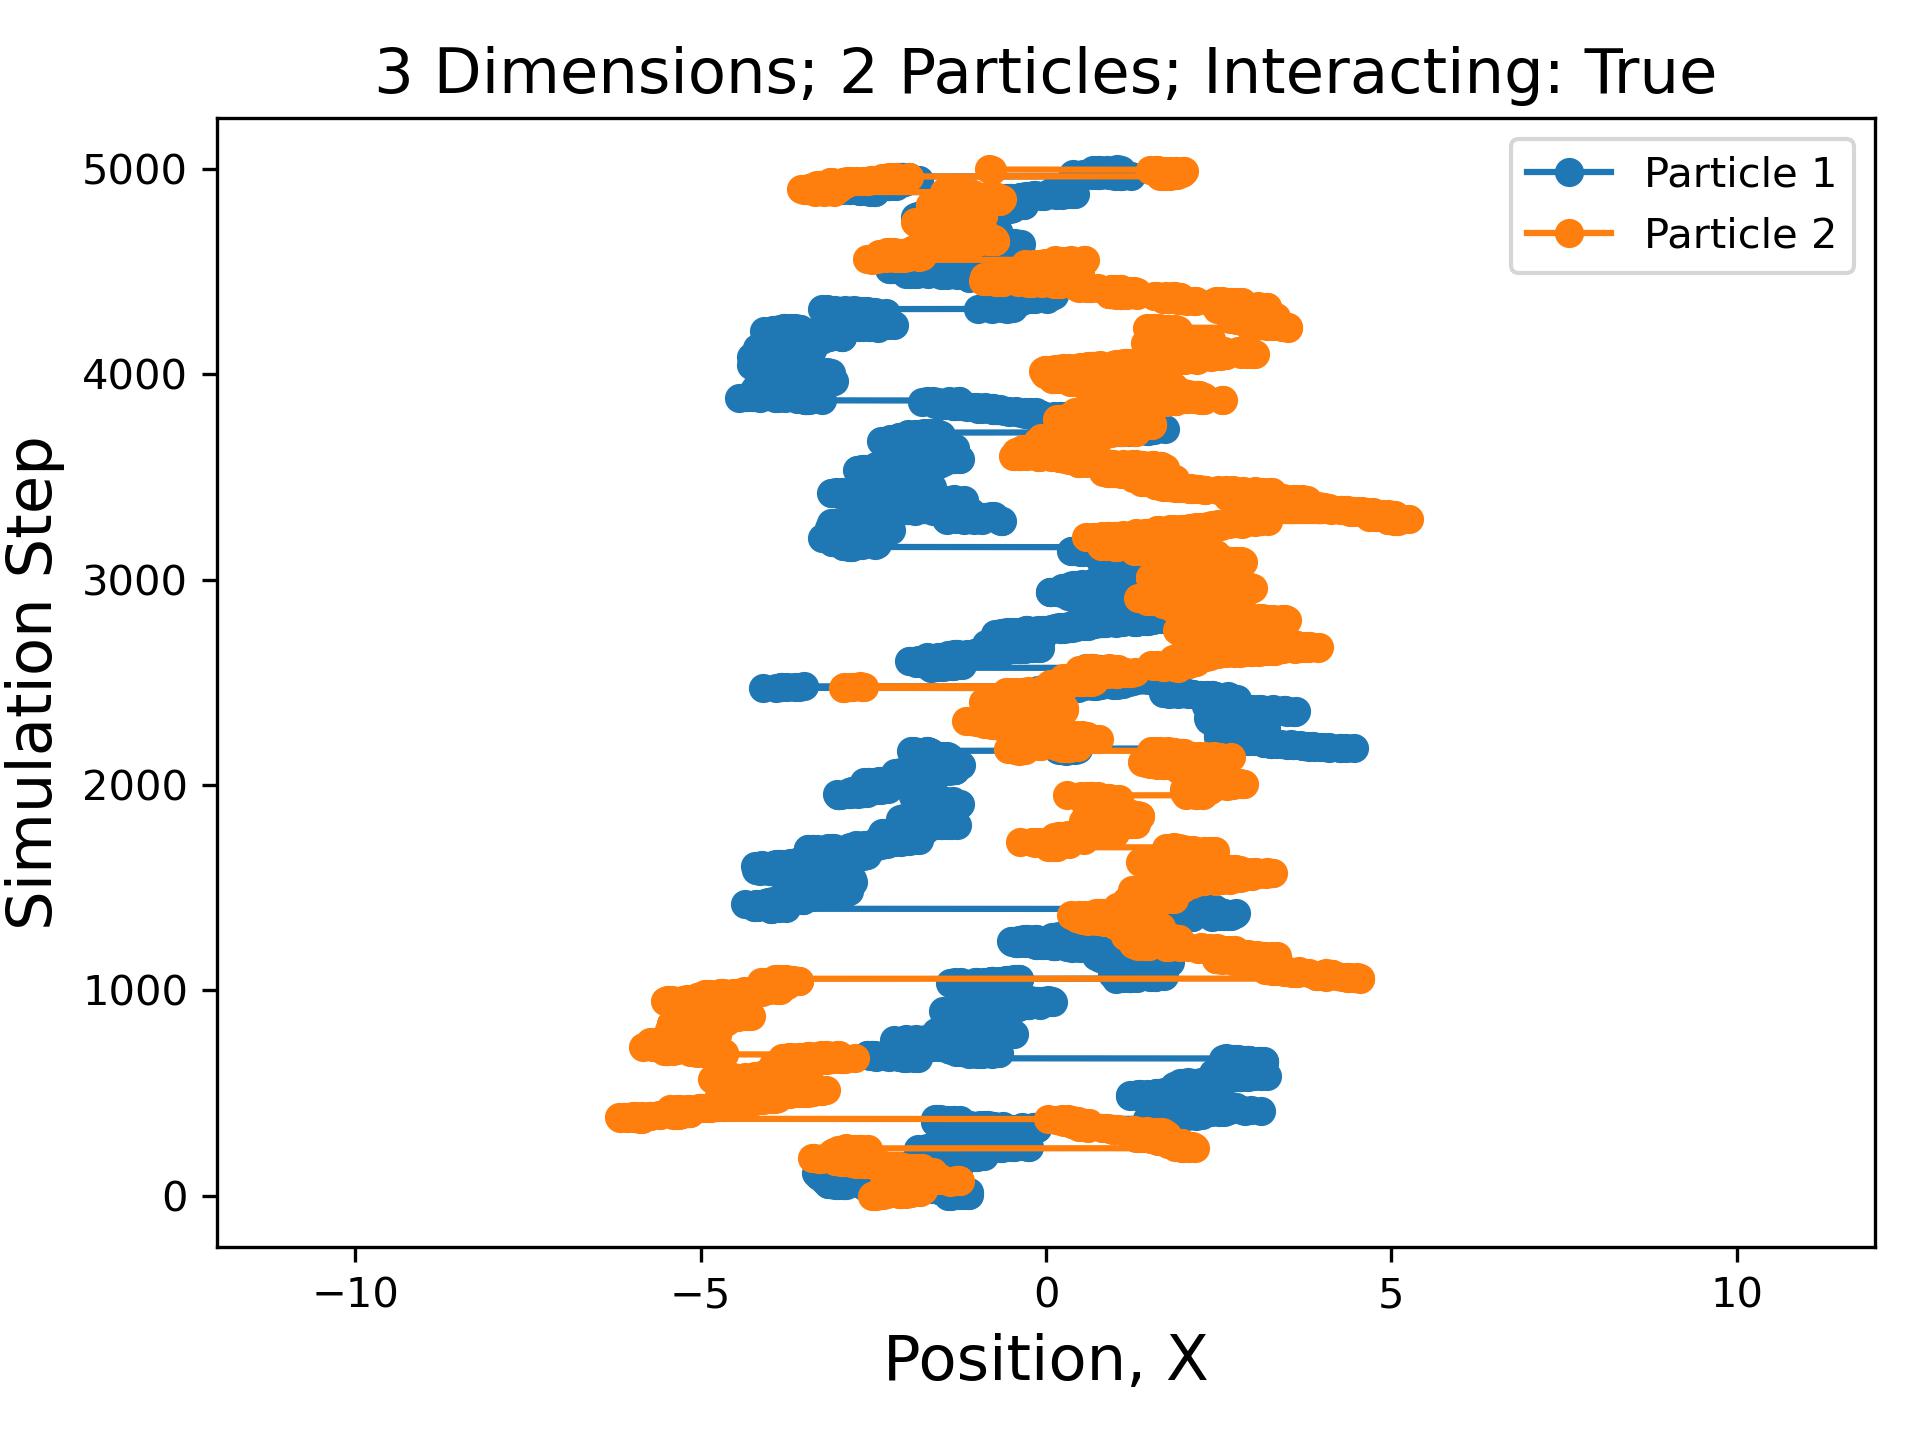 3 Dimensions; 2 Particles; Interacting: True
Particle 1
Particle 2
5000
4000
3000
2000
1000
0
Simulation Step
−10
−5
0
5
10
Position, X